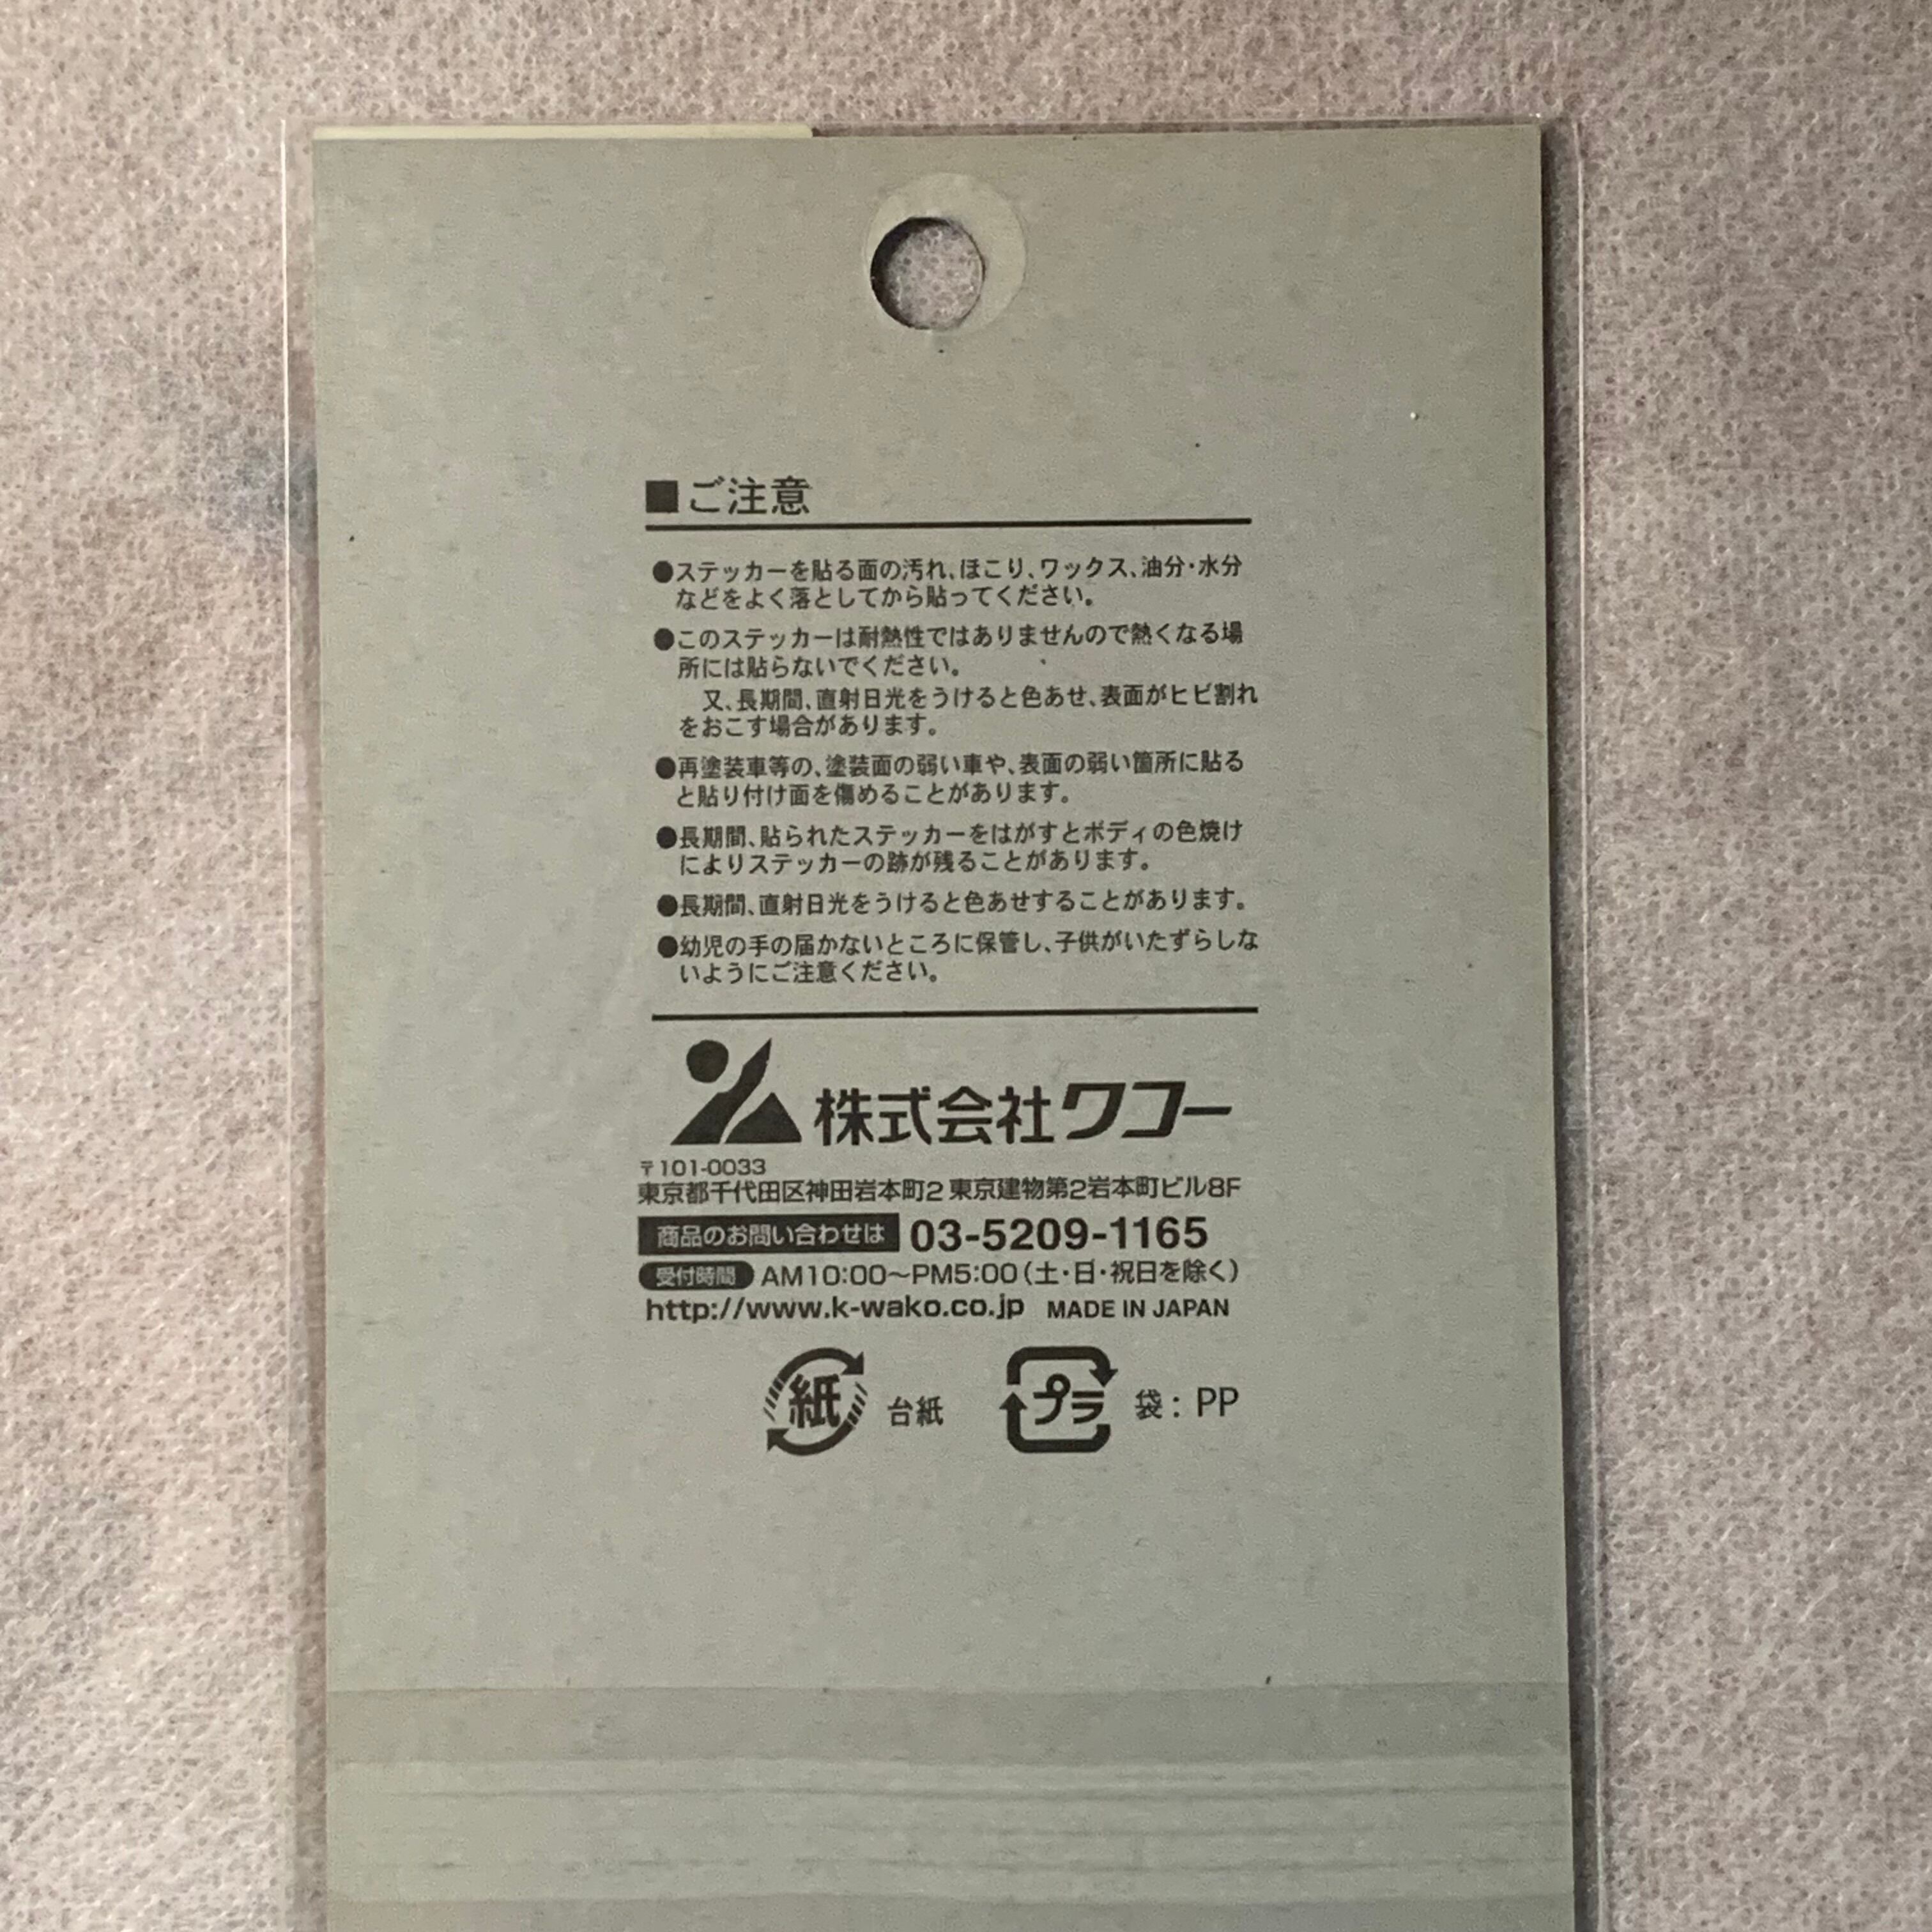 ■ご注意
●ステッカーを貼る面の汚れ、ほこり、ワックス、油分・水分
などをよく落としてから貼ってください。
●このステッカーは耐熱性ではありませんので熱くなる場
所には貼らないでください。
又、長期間、直射日光をうけると色あせ、表面がヒビ割れ
をおこす場合があります。
●再塗装車等の、塗装面の弱い車や、表面の弱い箇所に貼る
と貼り付け面を傷めることがあります。
●長期間、貼られたステッカーをはがすとボディの色焼け
によりステッカーの跡が残ることがあります。
●長期間、直射日光をうけると色あせすることがあります。
●幼児の手の届かないところに保管し、子供がいたずらしな
いようにご注意ください。
株式会社ワコー
〒101-0033
東京都千代田区神田岩本町2 東京建物第2岩本町ビル8F
商品のお問い合わせは 03-5209-1165
受付時間 AM10:00〜PM5:00(土・日・祝日を除く)
http://www.k-wako.co.jp MADE IN JAPAN
紙 台紙 プラ 袋:PP